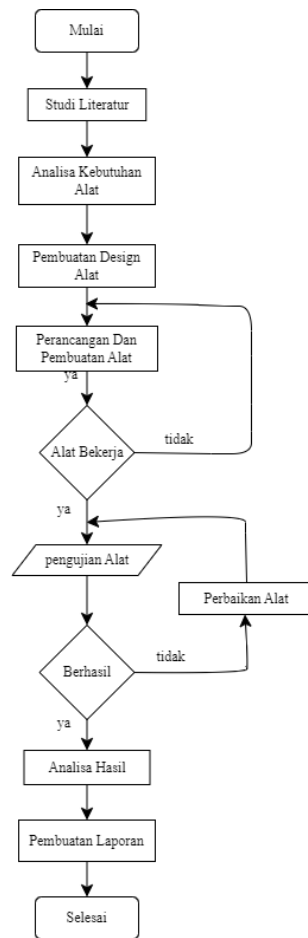 Mulai
Studi Literatur
Analisa Kebutuhan
Alat
Pembuatan Design
Alat
Perancangan Dan
Pembuatan Alat
ya
Alat Bekerja
tidak
ya
pengujian Alat
Perbaikan Alat
Berhasil
tidak
ya
Analisa Hasil
Pembuatan Laporan
Selesai